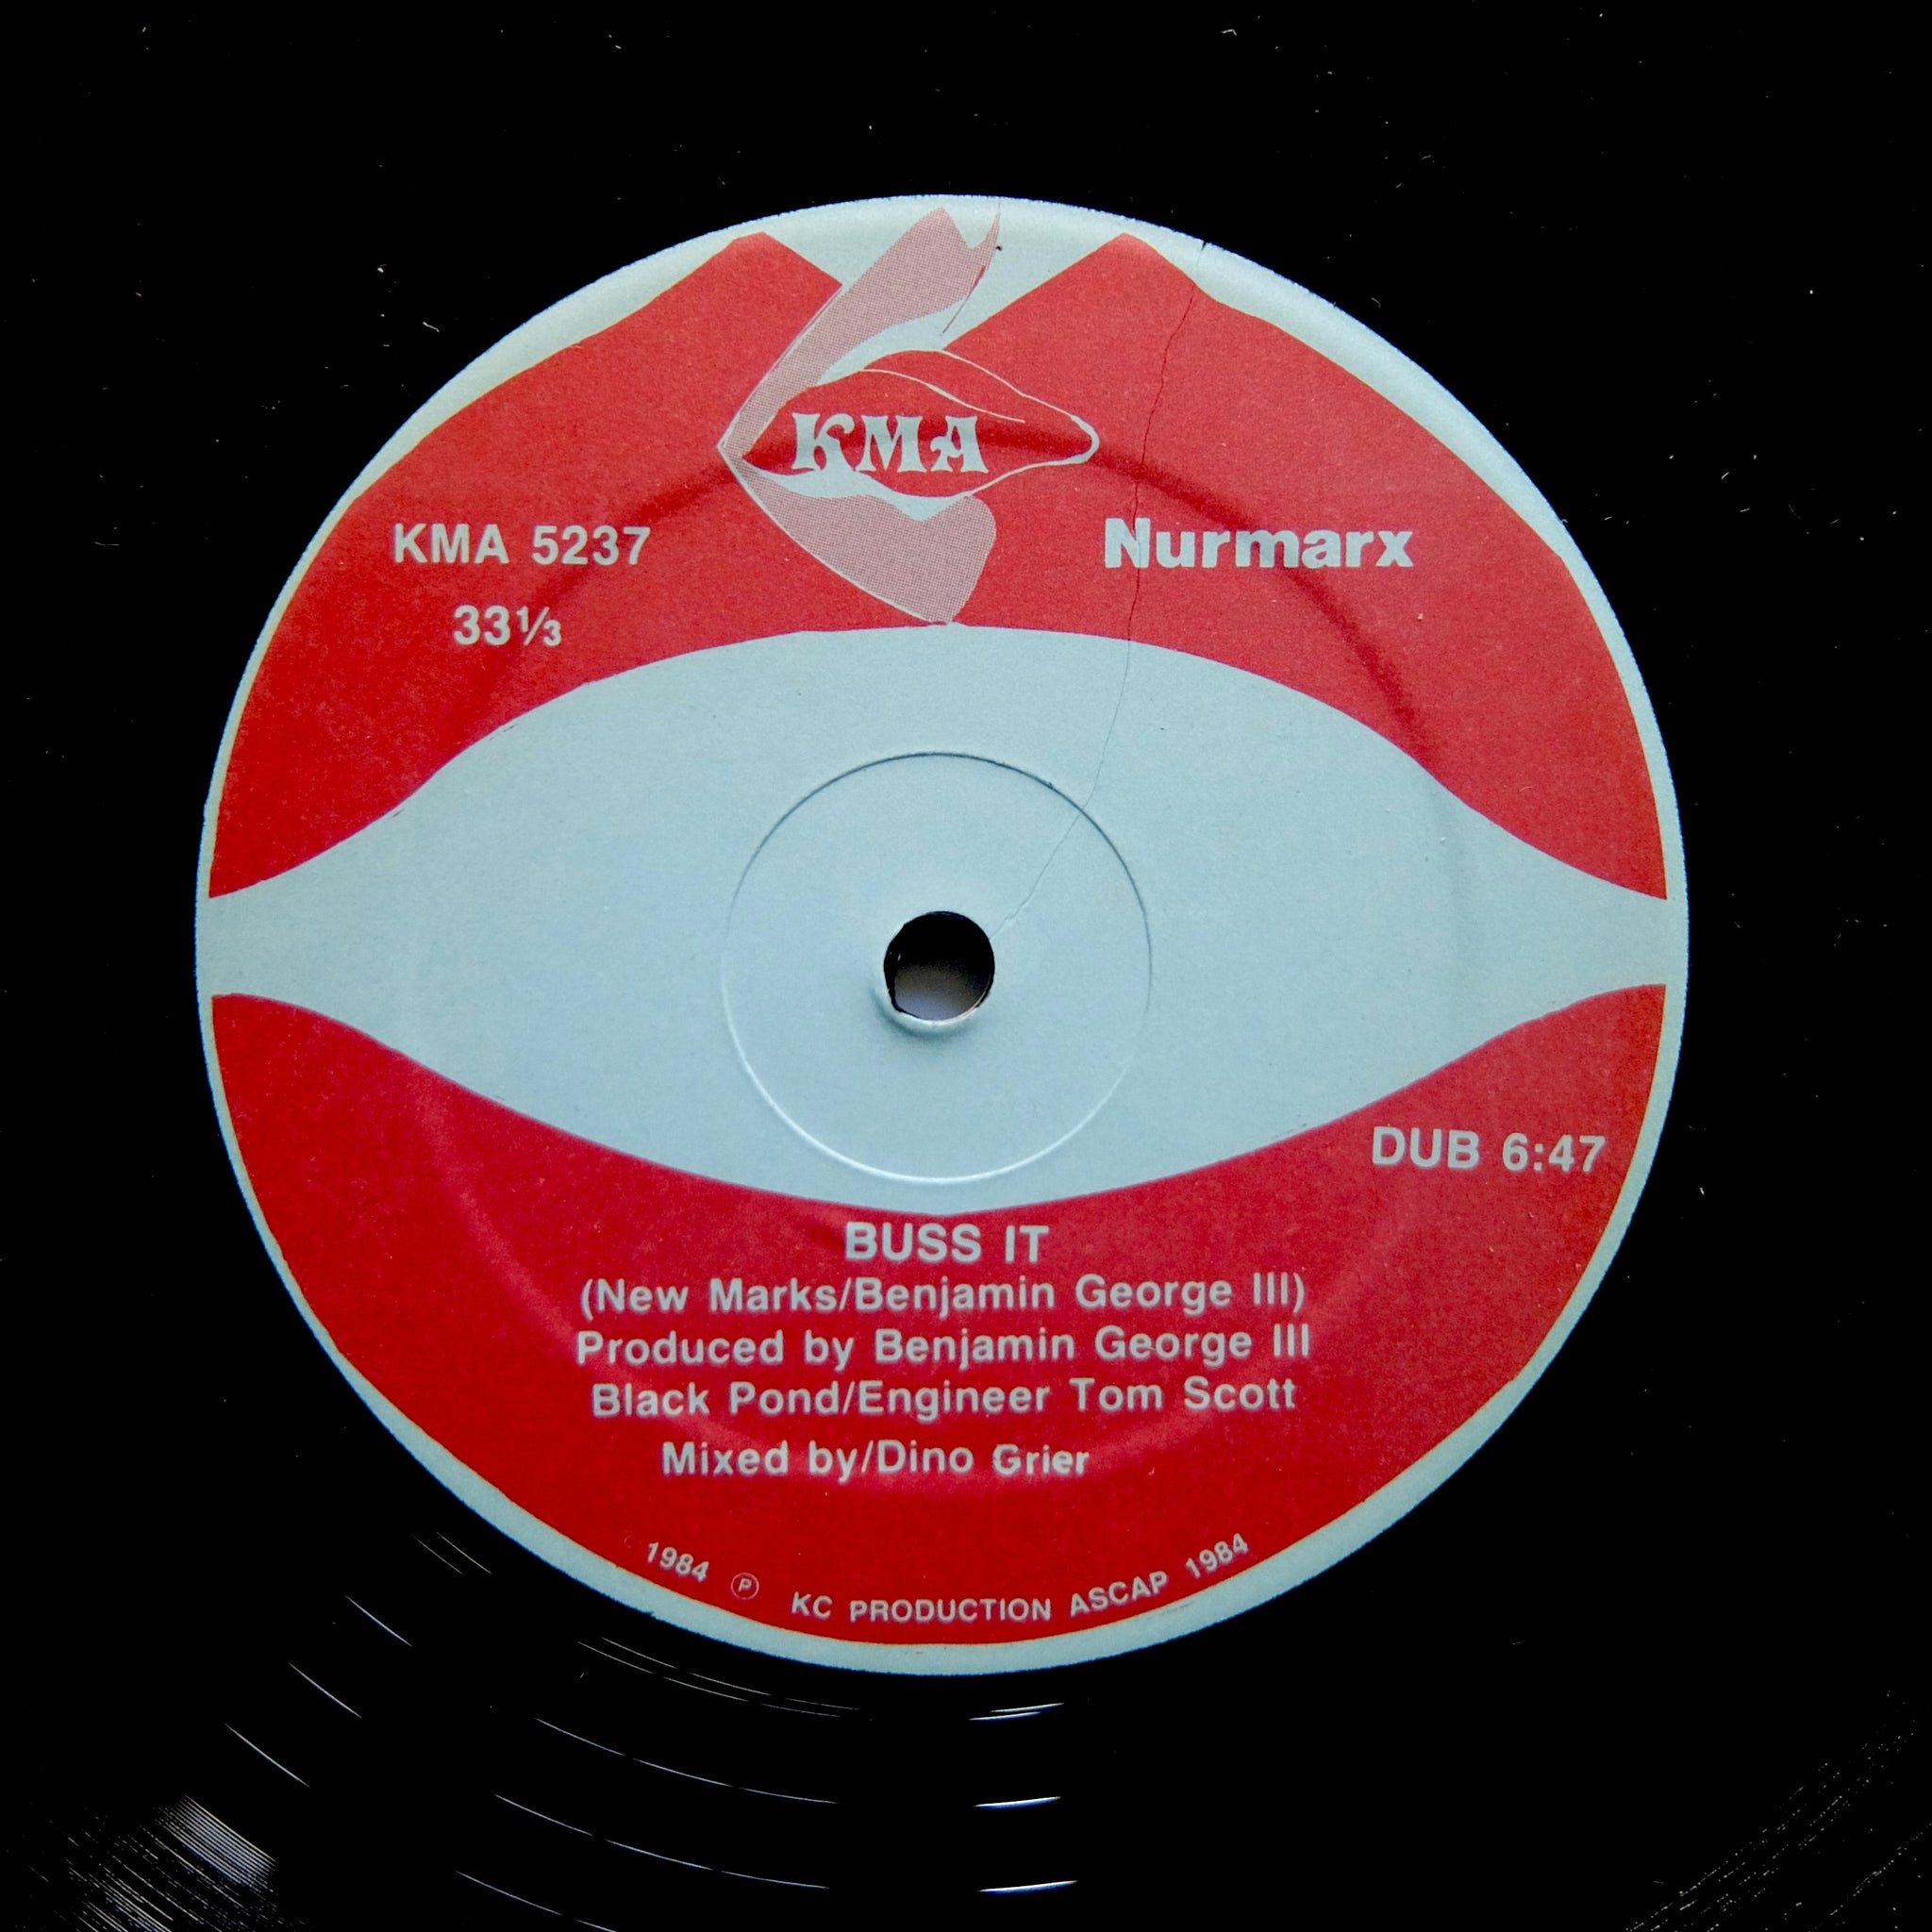 KMA
KMA 5237
Nurmarx
33⅓
DUB 6:47
BUSS IT
(New Marks/Benjamin George III)
Produced by Benjamin George III
Black Pond/Engineer Tom Scott
Mixed by/Dino Grier
1984 Ⓟ KC PRODUCTION ASCAP 1984